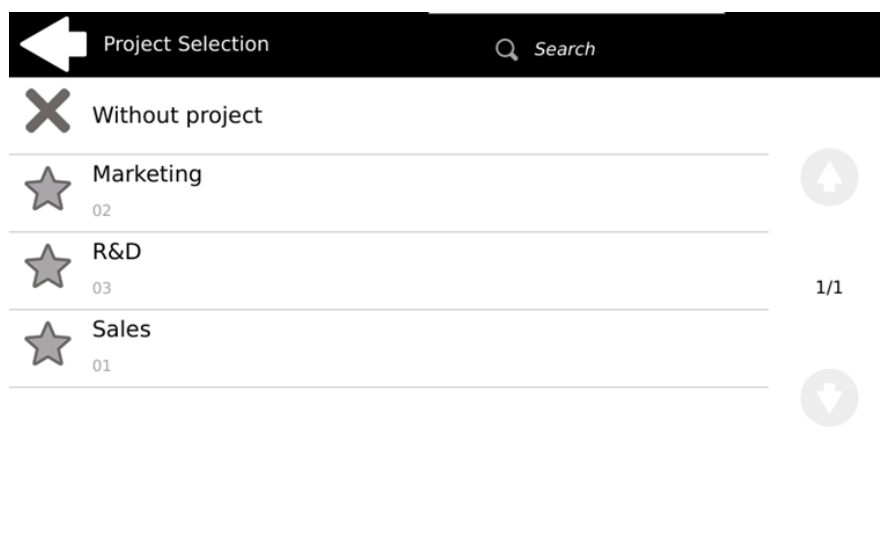 Project Selection
Search
Without project
Marketing
02
R&D
03
1/1
Sales
01